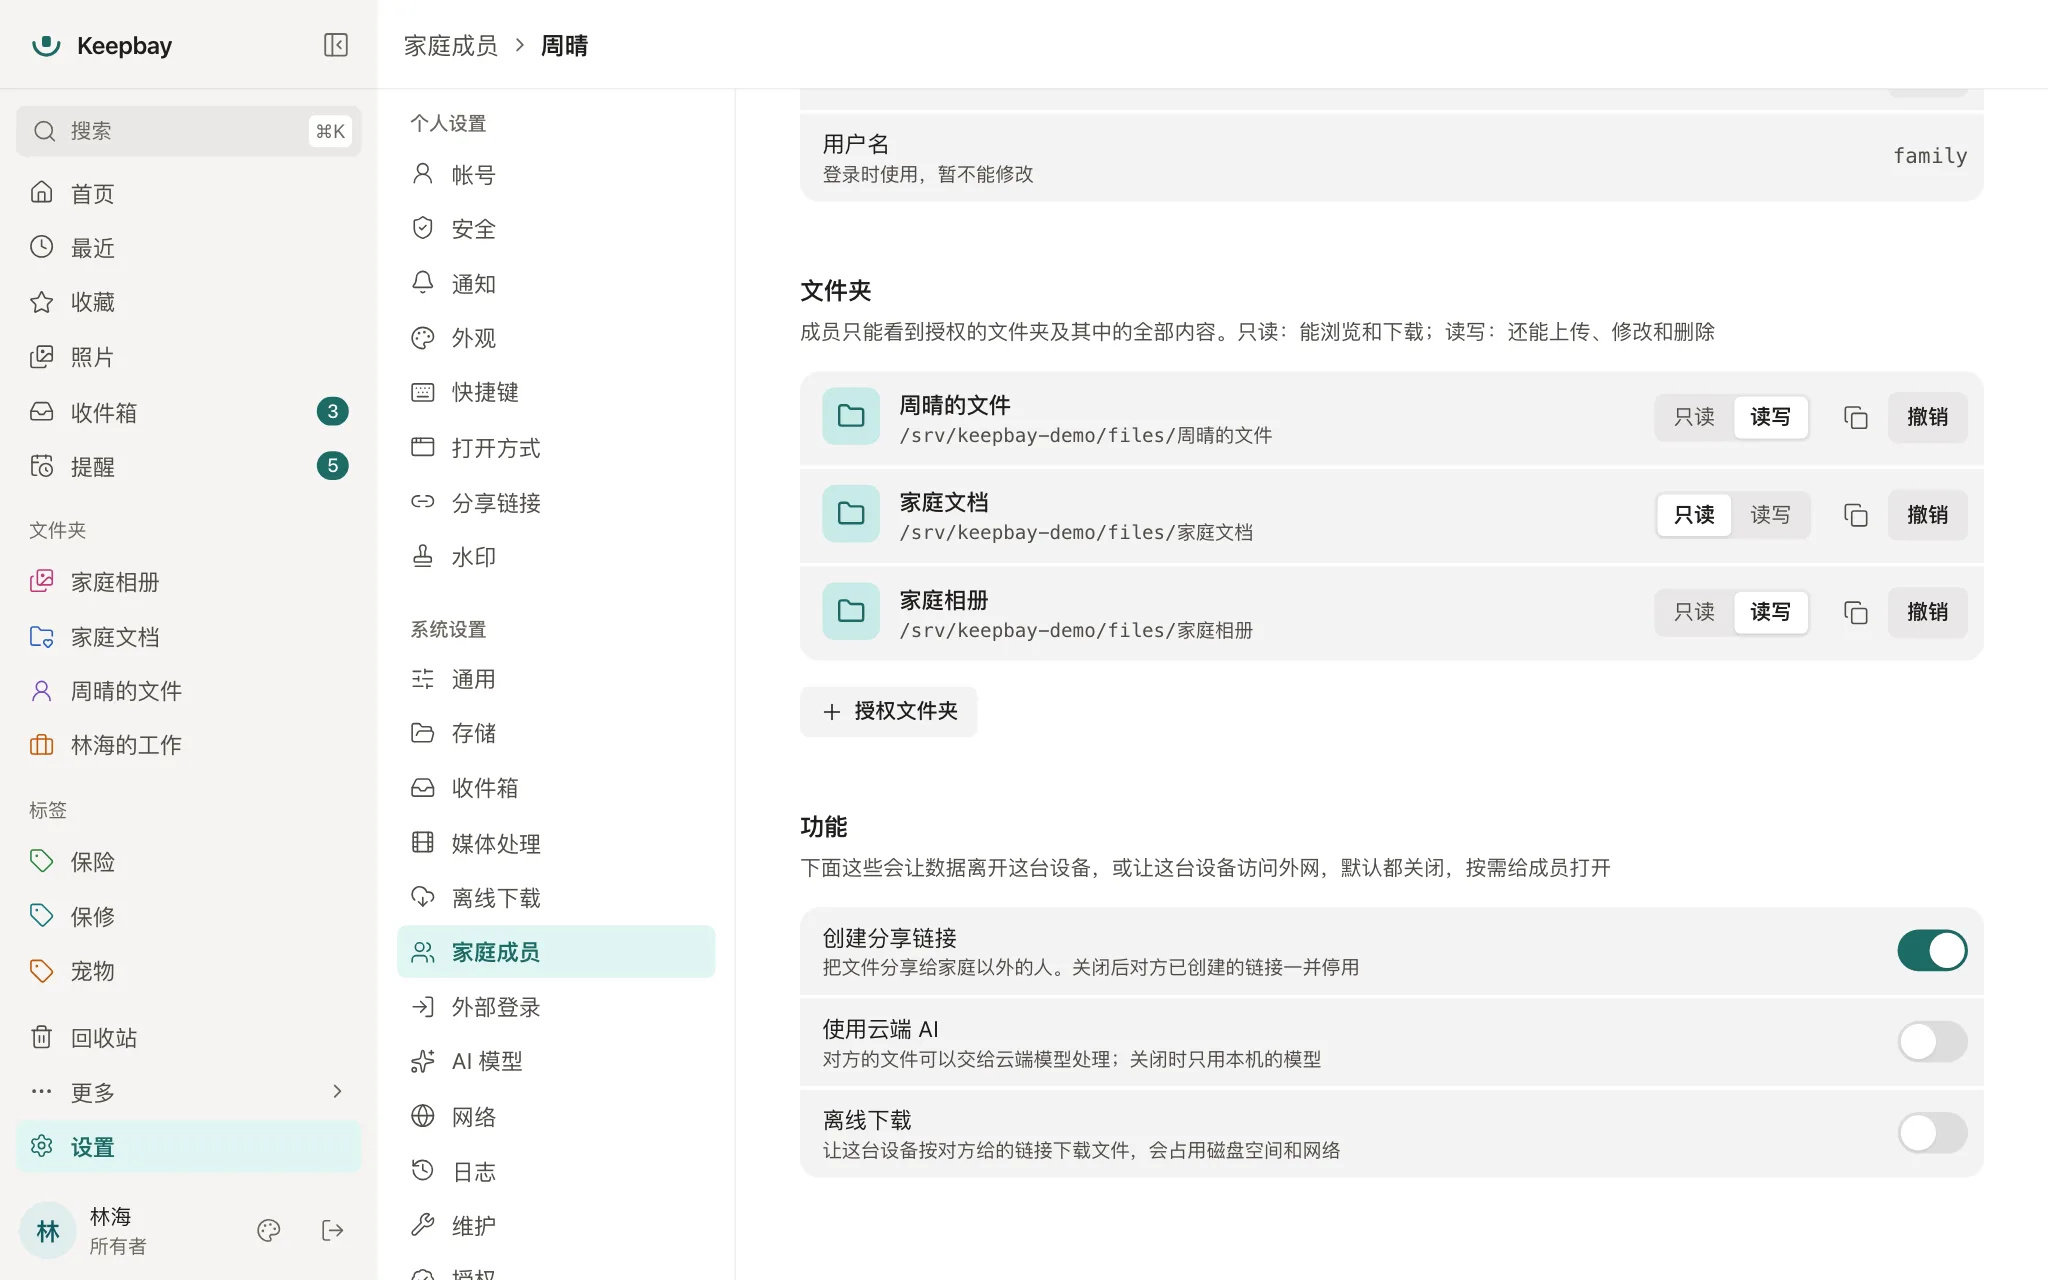 Keepbay
搜索
⌘K
首页
最近
收藏
照片
收件箱
3
提醒
5
文件夹
家庭相册
家庭文档
周晴的文件
林海的工作
标签
保险
保修
宠物
回收站
更多
设置
林
林海
所有者
家庭成员
周晴
个人设置
帐号
安全
通知
外观
快捷键
打开方式
分享链接
水印
系统设置
通用
存储
收件箱
媒体处理
离线下载
家庭成员
外部登录
AI 模型
网络
日志
维护
授权
用户名
登录时使用，暂不能修改
family
文件夹
成员只能看到授权的文件夹及其中的全部内容。只读：能浏览和下载；读写：还能上传、修改和删除
周晴的文件
/srv/keepbay-demo/files/周晴的文件
只读
读写
撤销
家庭文档
/srv/keepbay-demo/files/家庭文档
只读
读写
撤销
家庭相册
/srv/keepbay-demo/files/家庭相册
只读
读写
撤销
授权文件夹
功能
下面这些会让数据离开这台设备，或让这台设备访问外网，默认都关闭，按需给成员打开
创建分享链接
把文件分享给家庭以外的人。关闭后对方已创建的链接一并停用
使用云端 AI
对方的文件可以交给云端模型处理；关闭时只用本机的模型
离线下载
让这台设备按对方给的链接下载文件，会占用磁盘空间和网络